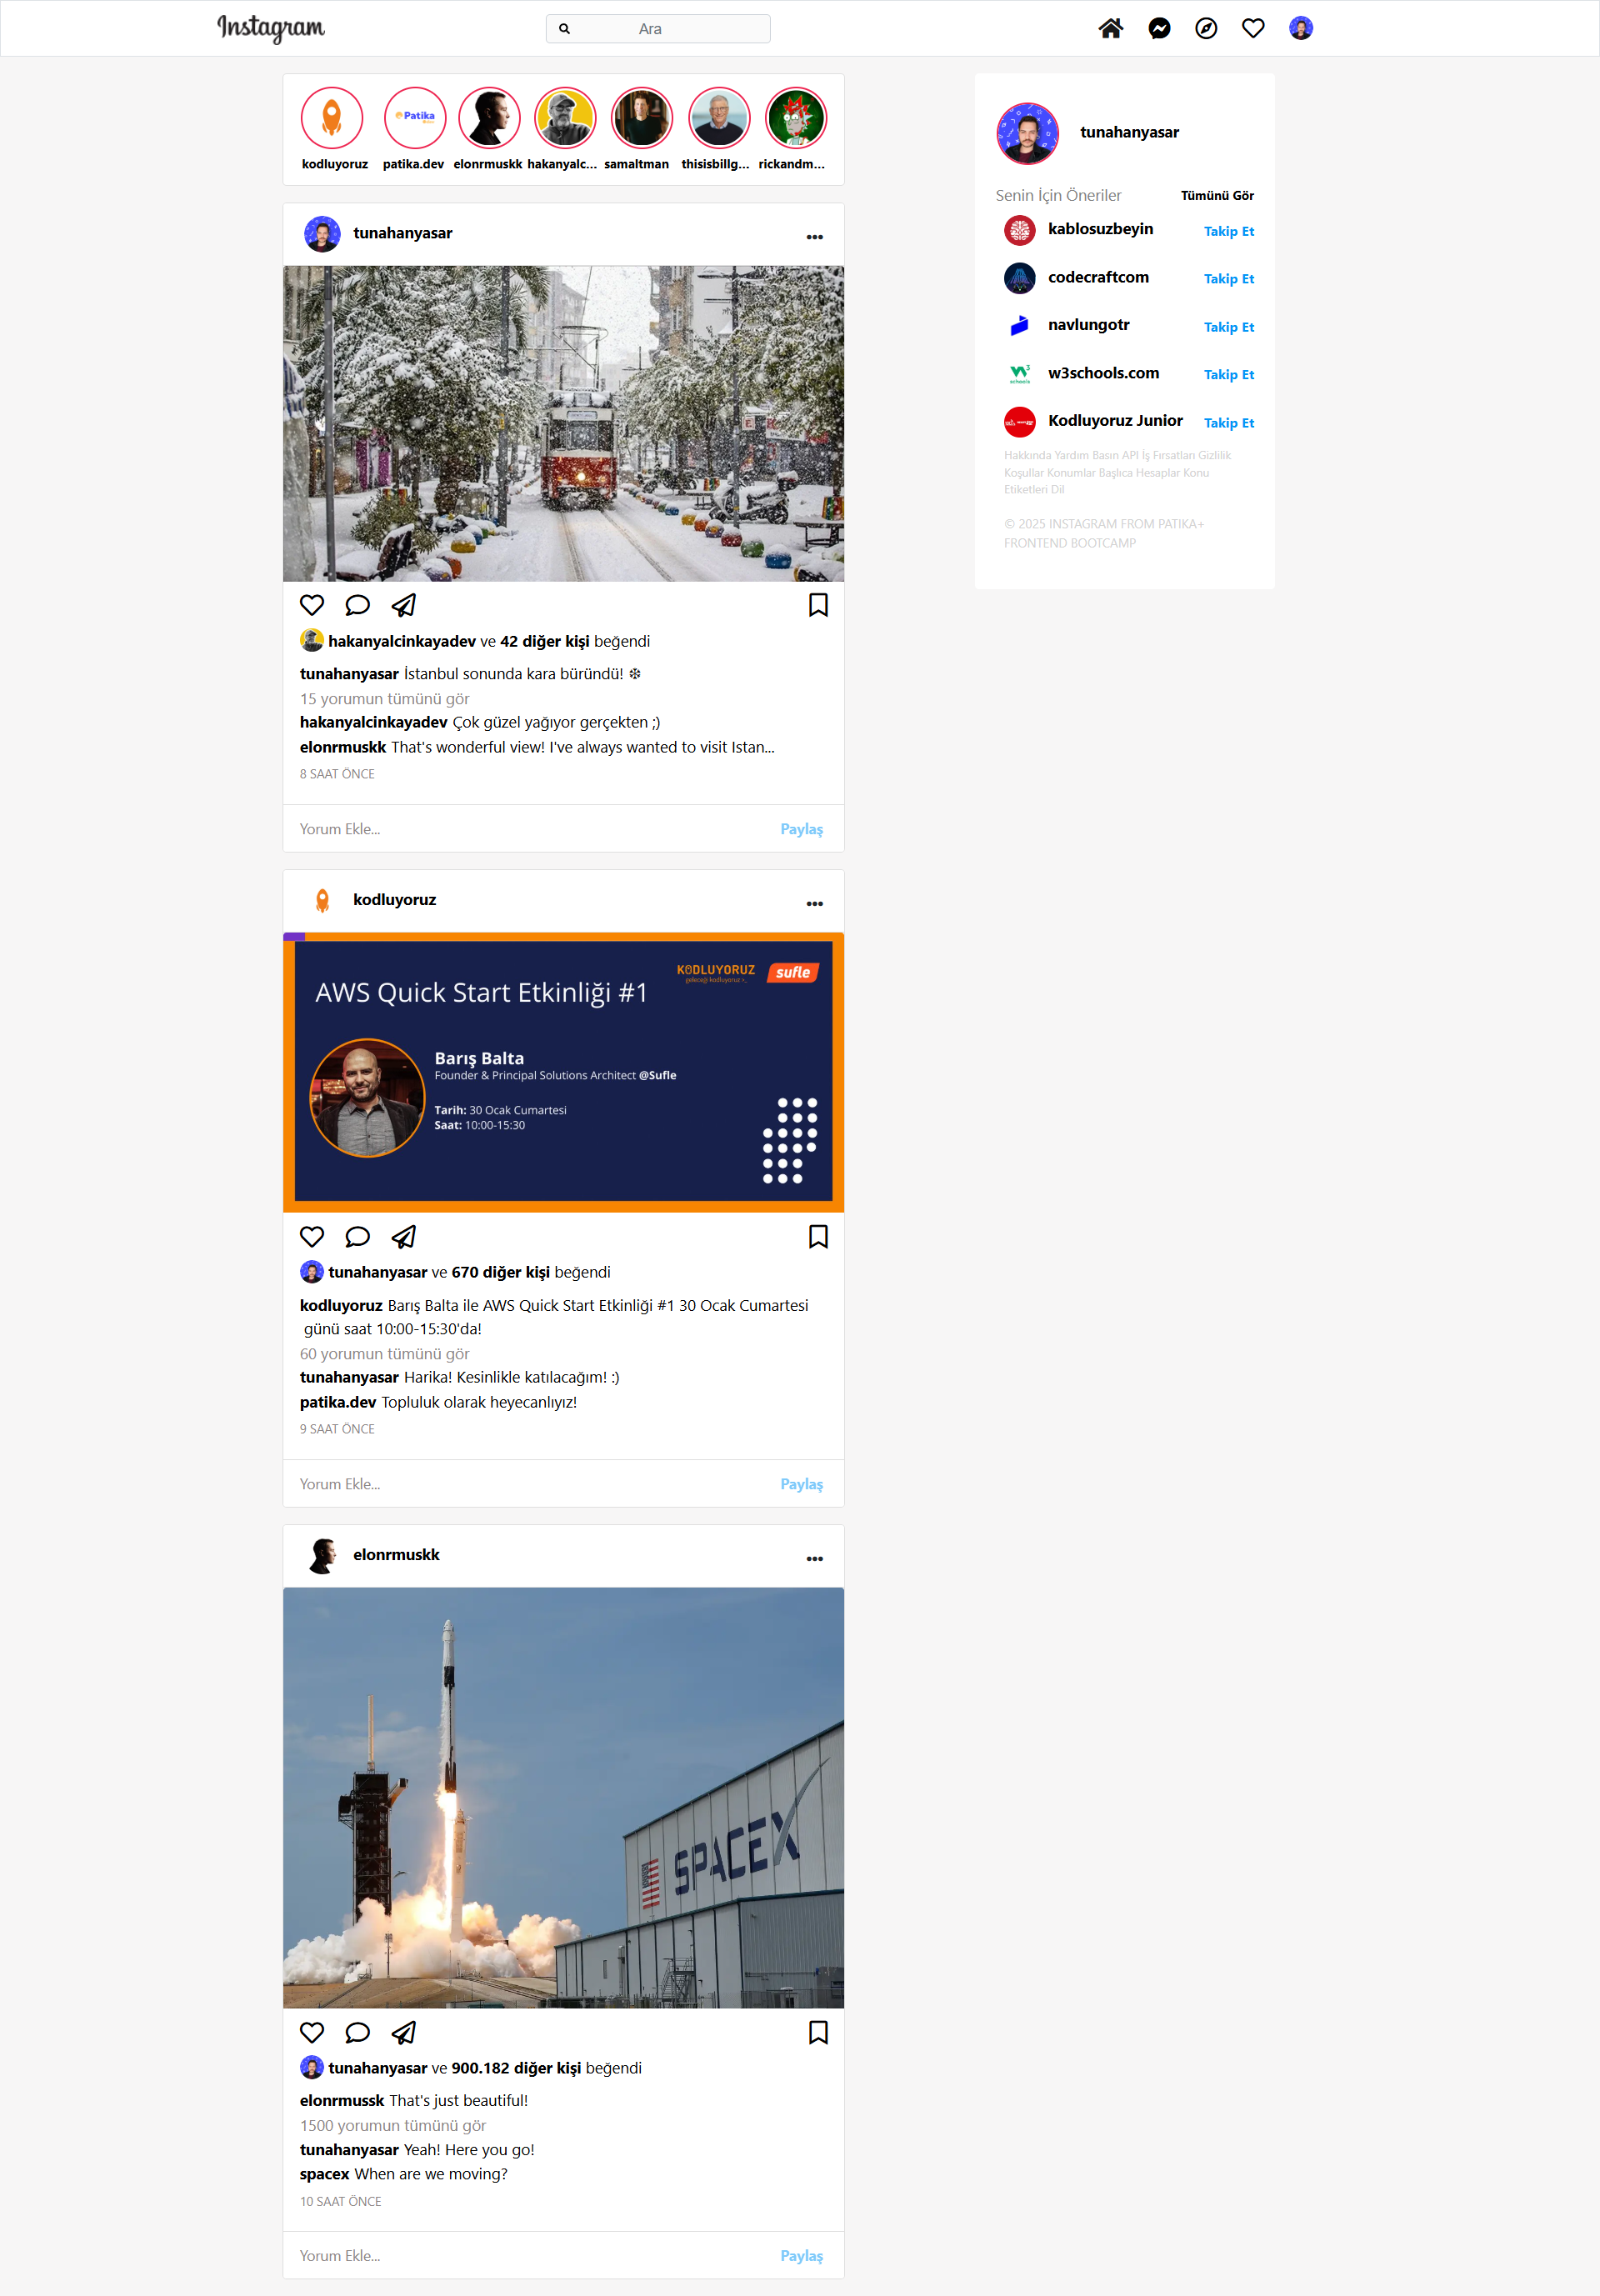 Instagram
Ara
kodluyoruz patika.dev elonrmuskk hakanyalc... samaltman thisisbillg... rickandm...
Patika
tunahanyasar
8 SAAT ÖNCE
hakanyalcinkayadev ve 42 diğer kişi beğendi
tunahanyasar İstanbul sonunda kara büründü! ❄
15 yorumun tümünü gör
hakanyalcinkayadev Çok güzel yağıyor gerçekten ;)
elonrmuskk That's wonderful view! I've always wanted to visit Istan...
Yorum Ekle... Paylaş
kodluyoruz
KODLUYORUZ
geleceği kodluyoruz >_
sufle
AWS Quick Start Etkinliği #1
Barış Balta
Founder & Principal Solutions Architect @Sufle
Tarih: 30 Ocak Cumartesi
Saat: 10:00-15:30
tunahanyasar ve 670 diğer kişi beğendi
kodluyoruz Barış Balta ile AWS Quick Start Etkinliği #1 30 Ocak Cumartesi
günü saat 10:00-15:30'da!
60 yorumun tümünü gör
tunahanyasar Harika! Kesinlikle katılacağım! :)
patika.dev Topluluk olarak heyecanlıyız!
9 SAAT ÖNCE
Yorum Ekle... Paylaş
elonrmuskk
SPACEX
tunahanyasar ve 900.182 diğer kişi beğendi
elonrmussk That's just beautiful!
1500 yorumun tümünü gör
tunahanyasar Yeah! Here you go!
spacex When are we moving?
10 SAAT ÖNCE
Yorum Ekle... Paylaş
tunahanyasar
Senin İçin Öneriler Tümünü Gör
kablosuzbeyin Takip Et
codecraftcom Takip Et
navlungotr Takip Et
W3 schools
w3schools.com Takip Et
Kodluyoruz Junior Takip Et
Hakkında Yardım Basın API İş Fırsatları Gizlilik
Koşullar Konumlar Başlıca Hesaplar Konu
Etiketleri Dil
© 2025 INSTAGRAM FROM PATIKA+
FRONTEND BOOTCAMP